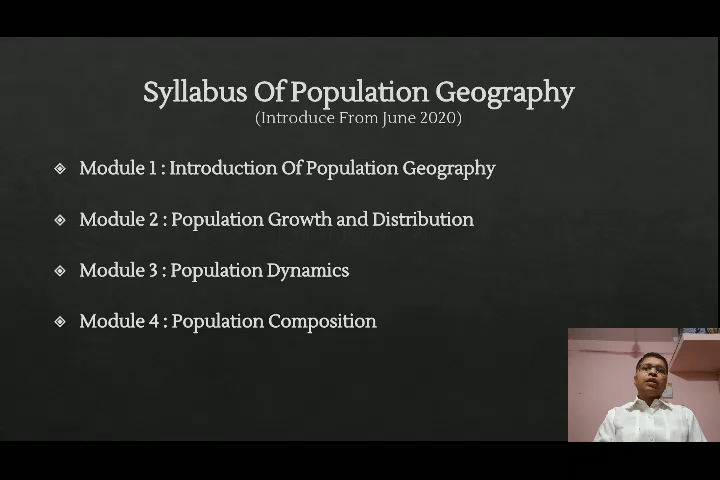 Syllabus Of Population Geography
(Introduce From June 2020)
Module 1 : Introduction Of Population Geography
Module 2 : Population Growth and Distribution
Module 3 : Population Dynamics
Module 4 : Population Composition